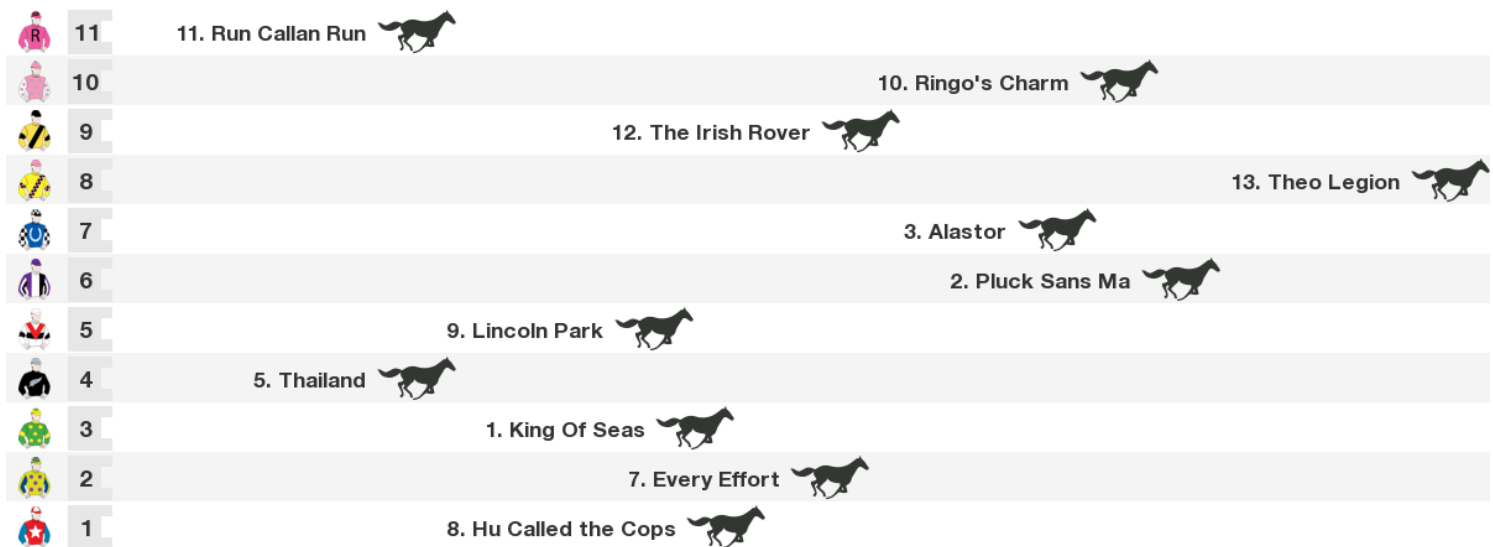 R 11 11. Run Callan Run
10 10. Ringo's Charm
9 12. The Irish Rover
8 13. Theo Legion
7 3. Alastor
6 2. Pluck Sans Ma
5 9. Lincoln Park
4 5. Thailand
3 1. King Of Seas
2 7. Every Effort
1 8. Hu Called the Cops